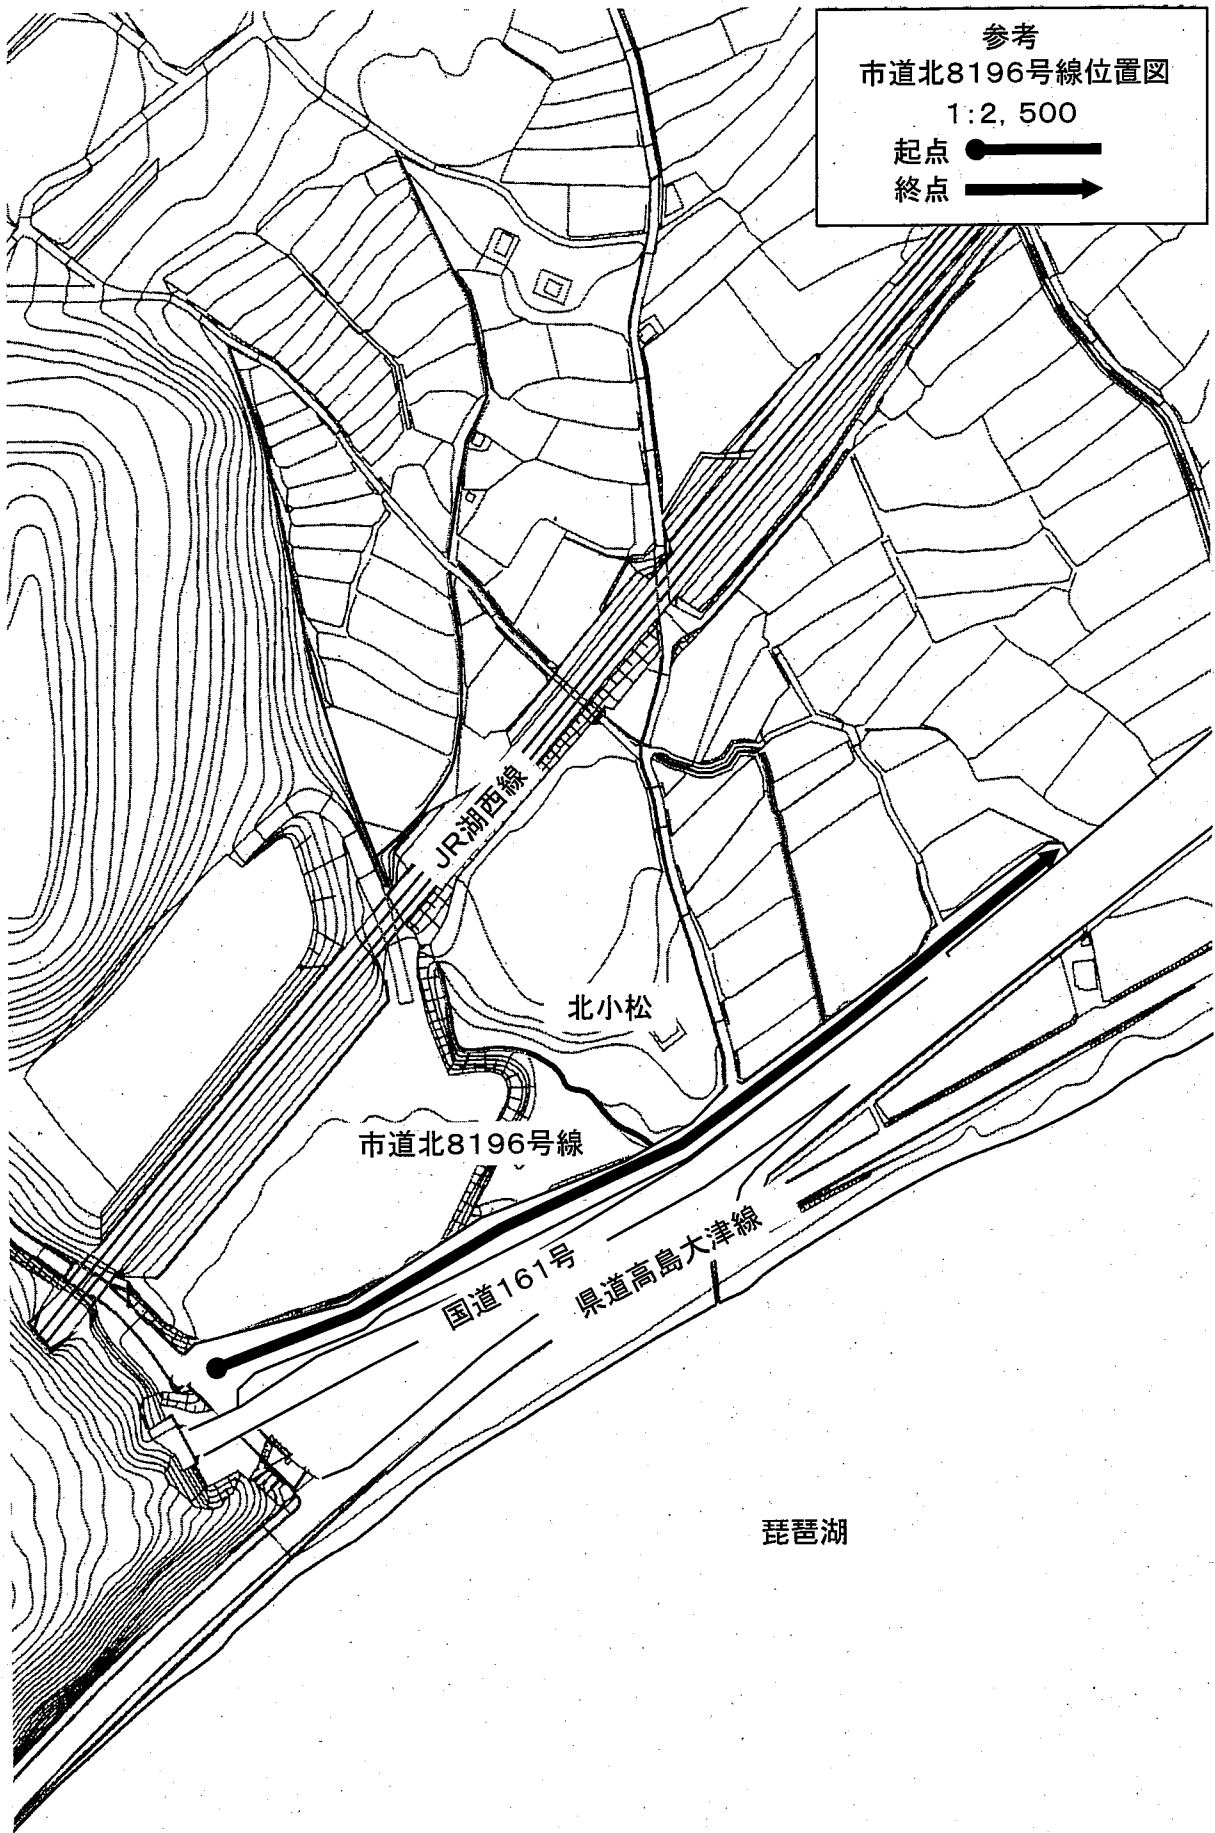 参考
市道北8196号線位置図
1:2,500
起点
終点
JR湖西線
北小松
市道北8196号線
国道161号
県道高島大津線
琵琶湖